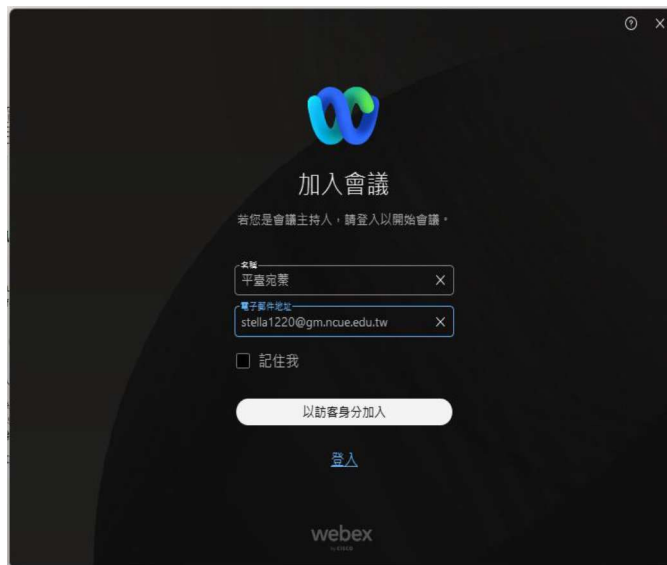 加入會議
若您是會議主持人，請登入以開始會議。
名稱
平臺宛蓁
電子郵件地址
stella1220@gm.ncue.edu.tw
記住我
以訪客身分加入
登入
webex
by CISCO